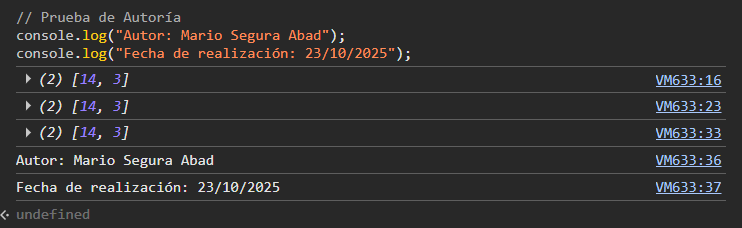 // Prueba de Autoría
console.log("Autor: Mario Segura Abad");
console.log("Fecha de realización: 23/10/2025");
(2) [14, 3] VM633:16
(2) [14, 3] VM633:23
(2) [14, 3] VM633:33
Autor: Mario Segura Abad VM633:36
Fecha de realización: 23/10/2025 VM633:37
undefined